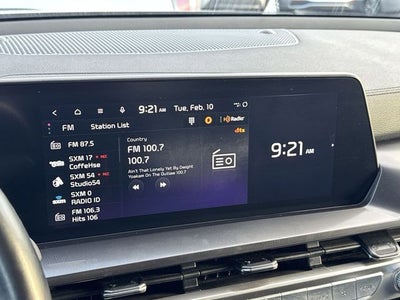 9:21 AM Tue, Feb, 10
FM Station List
HD Radio
dts
FM 87.5
SXM 17
CoffeHse
SXM 54
Studio54
SXM 0
RADIO ID
FM 106.3
Hits 106
Country
FM 100.7
100.7
Ain't That Lonely Yet By Dwight
Yoakam On The Outlaw 100.7
9:21 AM